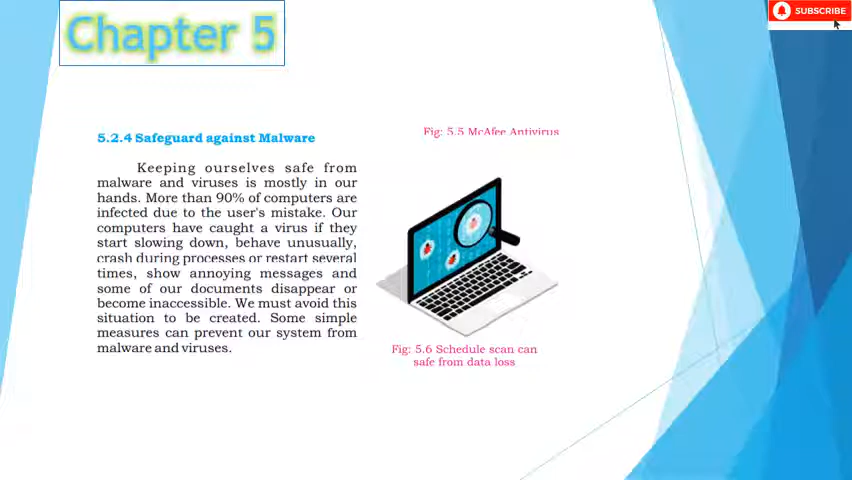 Chapter 5
SUBSCRIBE
5.2.4 Safeguard against Malware
Keeping ourselves safe from
malware and viruses is mostly in our
hands. More than 90% of computers are
infected due to the user's mistake. Our
computers have caught a virus if they
start slowing down, behave unusually,
crash during processes or restart several
times, show annoying messages and
some of our documents disappear or
become inaccessible. We must avoid this
situation to be created. Some simple
measures can prevent our system from
malware and viruses.
Fig: 5.5 McAfee Antivirus
Fig: 5.6 Schedule scan can
safe from data loss